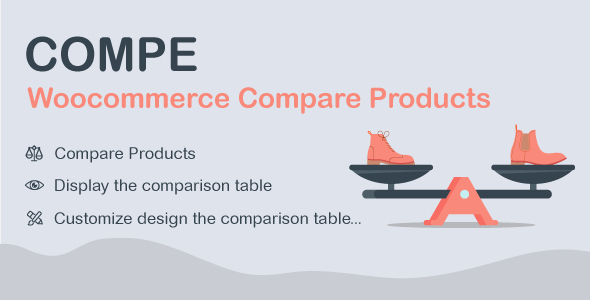 COMPE
Woocommerce Compare Products
Compare Products
Display the comparison table
Customize design the comparison table...